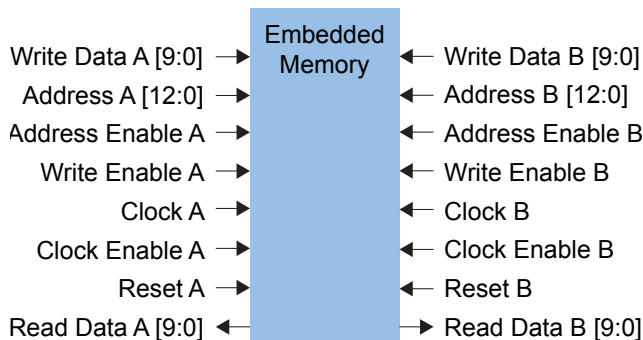 Embedded
Memory
Write Data A [9:0]
Address A [12:0]
Address Enable A
Write Enable A
Clock A
Clock Enable A
Reset A
Read Data A [9:0]
Write Data B [9:0]
Address B [12:0]
Address Enable B
Write Enable B
Clock B
Clock Enable B
Reset B
Read Data B [9:0]